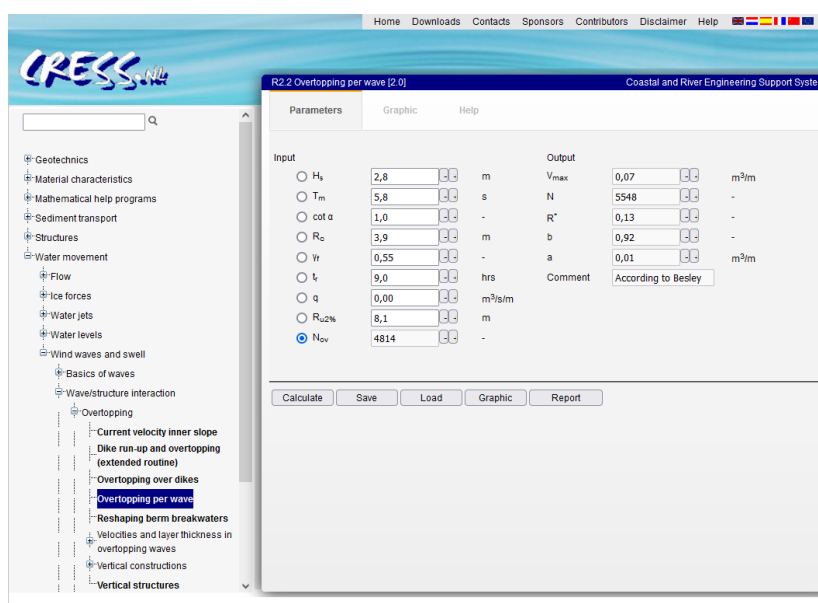 Home Downloads Contacts Sponsors Contributors Disclaimer Help
CRESS.NL
R2.2 Overtopping per wave [2.0] Coastal and River Engineering Support Syste
Parameters Graphic Help
Geotechnics
Material characteristics
Mathematical help programs
Sediment transport
Structures
Water movement
Flow
Ice forces
Water jets
Water levels
Wind waves and swell
Basics of waves
Wave/structure interaction
Overtopping
Current velocity inner slope
Dike run-up and overtopping
(extended routine)
Overtopping over dikes
Overtopping per wave
Reshaping berm breakwaters
Velocities and layer thickness in
overtopping waves
Vertical constructions
Vertical structures
Input Output
Hs 2,8 m Vmax 0,07 m³/m
Tm 5,8 s N 5548 -
cot α 1,0 - R* 0,13 -
Rc 3,9 m b 0,92 -
γf 0,55 - a 0,01 m³/m
tr 9,0 hrs Comment According to Besley
q 0,00 m³/s/m
Ru2% 8,1 m
Nov 4814 -
Calculate Save Load Graphic Report